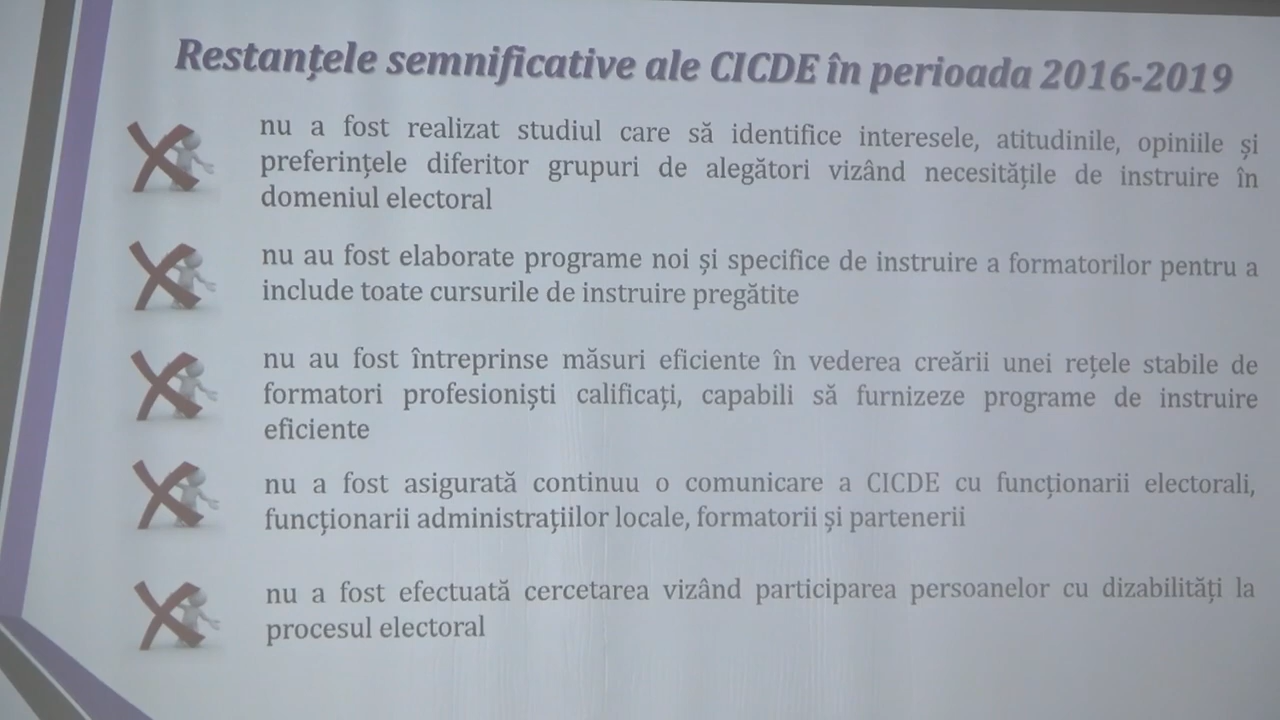 Restanțele semnificative ale CICDE în perioada 2016-2019
nu a fost realizat studiul care să identifice interesele, atitudinile, opiniile și
preferințele diferitor grupuri de alegători vizând necesitățile de instruire în
domeniul electoral
nu au fost elaborate programe noi și specifice de instruire a formatorilor pentru a
include toate cursurile de instruire pregătite
nu au fost întreprinse măsuri eficiente în vederea creării unei rețele stabile de
formatori profesioniști calificați, capabili să furnizeze programe de instruire
eficiente
nu a fost asigurată continuu o comunicare a CICDE cu funcționarii electorali,
funcționarii administrațiilor locale, formatorii și partenerii
nu a fost efectuată cercetarea vizând participarea persoanelor cu dizabilități la
procesul electoral